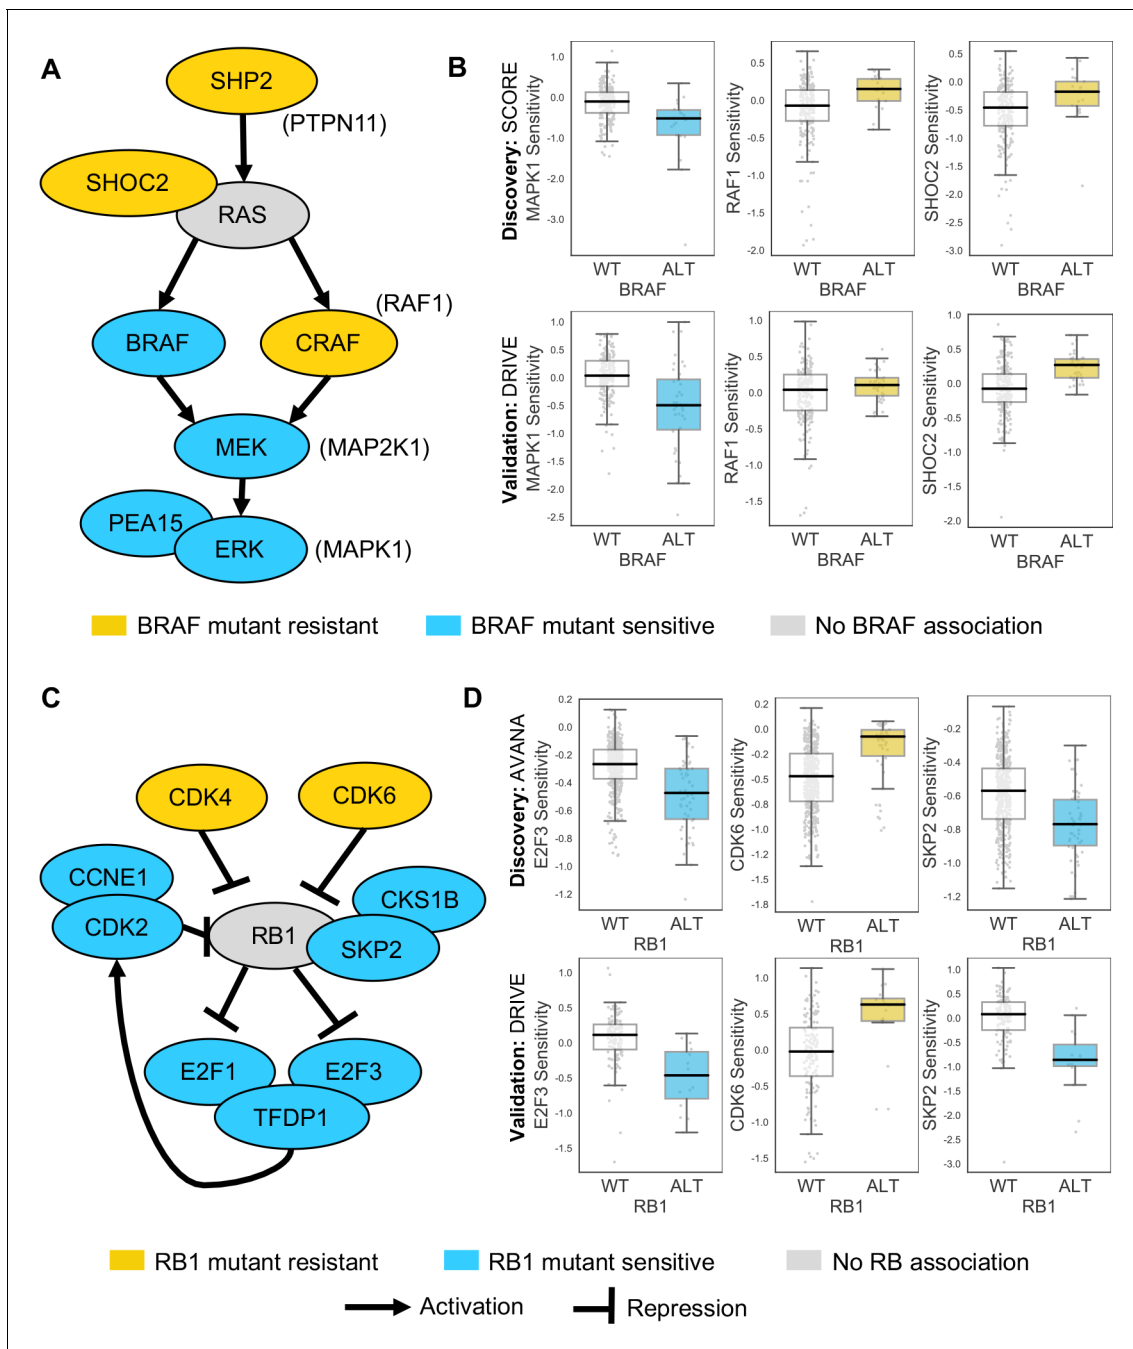 A
SHP2
(PTPN11)
SHOC2
RAS
(RAF1)
BRAF
CRAF
MEK
(MAP2K1)
PEA15
ERK
(MAPK1)
B
Discovery: SCORE
MAPK1 Sensitivity
1.0
0.0
-1.0
-2.0
-3.0
WT ALT
BRAF
RAF1 Sensitivity
0.5
0.0
-0.5
-1.0
-1.5
-2.0
WT ALT
BRAF
SHOC2 Sensitivity
0.5
0.0
-0.5
-1.0
-1.5
-2.0
-2.5
-3.0
WT ALT
BRAF
Validation: DRIVE
MAPK1 Sensitivity
1.0
0.5
0.0
-0.5
-1.0
-1.5
-2.0
-2.5
WT ALT
BRAF
RAF1 Sensitivity
1.0
0.5
0.0
-0.5
-1.0
-1.5
WT ALT
BRAF
SHOC2 Sensitivity
1.0
0.5
0.0
-0.5
-1.0
-1.5
-2.0
WT ALT
BRAF
BRAF mutant resistant BRAF mutant sensitive No BRAF association
C
CDK4
CDK6
CCNE1
CDK2
RB1
CKS1B
SKP2
E2F1
E2F3
TFDP1
D
Discovery: AVANA
E2F3 Sensitivity
0.2
0.0
-0.2
-0.4
-0.6
-0.8
-1.0
-1.2
WT ALT
RB1
CDK6 Sensitivity
0.2
0.0
-0.2
-0.5
-0.8
-1.0
-1.2
-1.5
-1.8
WT ALT
RB1
SKP2 Sensitivity
-0.2
-0.4
-0.6
-0.8
-1.0
-1.2
WT ALT
RB1
Validation: DRIVE
E2F3 Sensitivity
1.0
0.5
0.0
-0.5
-1.0
-1.5
WT ALT
RB1
CDK6 Sensitivity
1.0
0.5
0.0
-0.5
-1.0
-1.5
WT ALT
RB1
SKP2 Sensitivity
1.0
0.5
0.0
-0.5
-1.0
-1.5
-2.0
-2.5
-3.0
WT ALT
RB1
RB1 mutant resistant RB1 mutant sensitive No RB association
Activation Repression